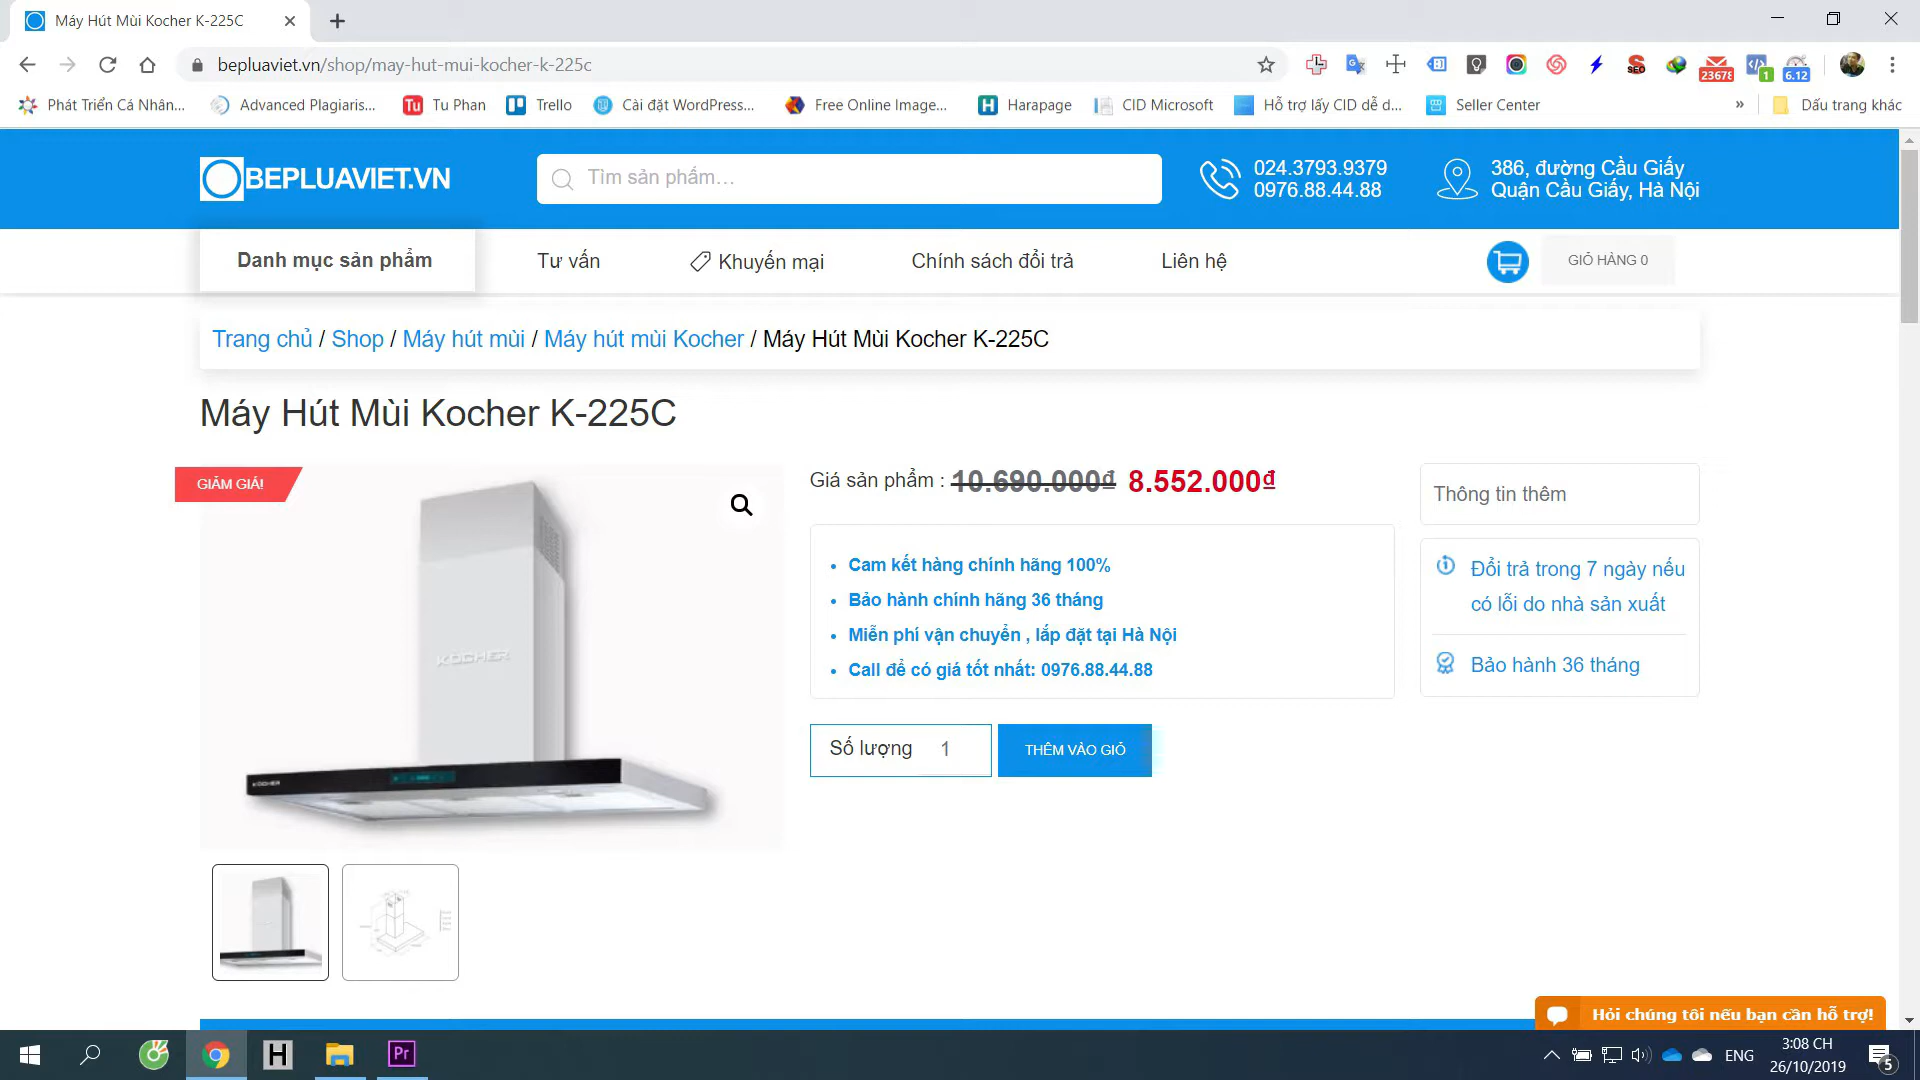 Máy Hút Mùi Kocher K-225C
bepluaviet.vn/shop/may-hut-mui-kocher-k-225c
SEO
23678
1
6.12
Phát Triển Cá Nhân...
Advanced Plagiaris...
Tu
Tu Phan
Trello
Cài đặt WordPress...
Free Online Image...
H
Harapage
CID Microsoft
Hỗ trợ lấy CID dễ d...
Seller Center
»
Dấu trang khác
BEPLUAVIET.VN
Tìm sản phẩm...
024.3793.9379
0976.88.44.88
386, đường Cầu Giấy
Quận Cầu Giấy, Hà Nội
Danh mục sản phẩm
Tư vấn
Khuyến mại
Chính sách đổi trả
Liên hệ
GIỎ HÀNG 0
Trang chủ / Shop / Máy hút mùi / Máy hút mùi Kocher / Máy Hút Mùi Kocher K-225C
Máy Hút Mùi Kocher K-225C
GIẢM GIÁ!
KOCHER
KOCHER
Giá sản phẩm : 10.690.000₫ 8.552.000₫
Cam kết hàng chính hãng 100%
Bảo hành chính hãng 36 tháng
Miễn phí vận chuyển , lắp đặt tại Hà Nội
Call để có giá tốt nhất: 0976.88.44.88
Số lượng 1
THÊM VÀO GIỎ
Thông tin thêm
Đổi trả trong 7 ngày nếu
có lỗi do nhà sản xuất
Bảo hành 36 tháng
Hỏi chúng tôi nếu bạn cần hỗ trợ!
H
Pr
ENG
3:08 CH
26/10/2019
5